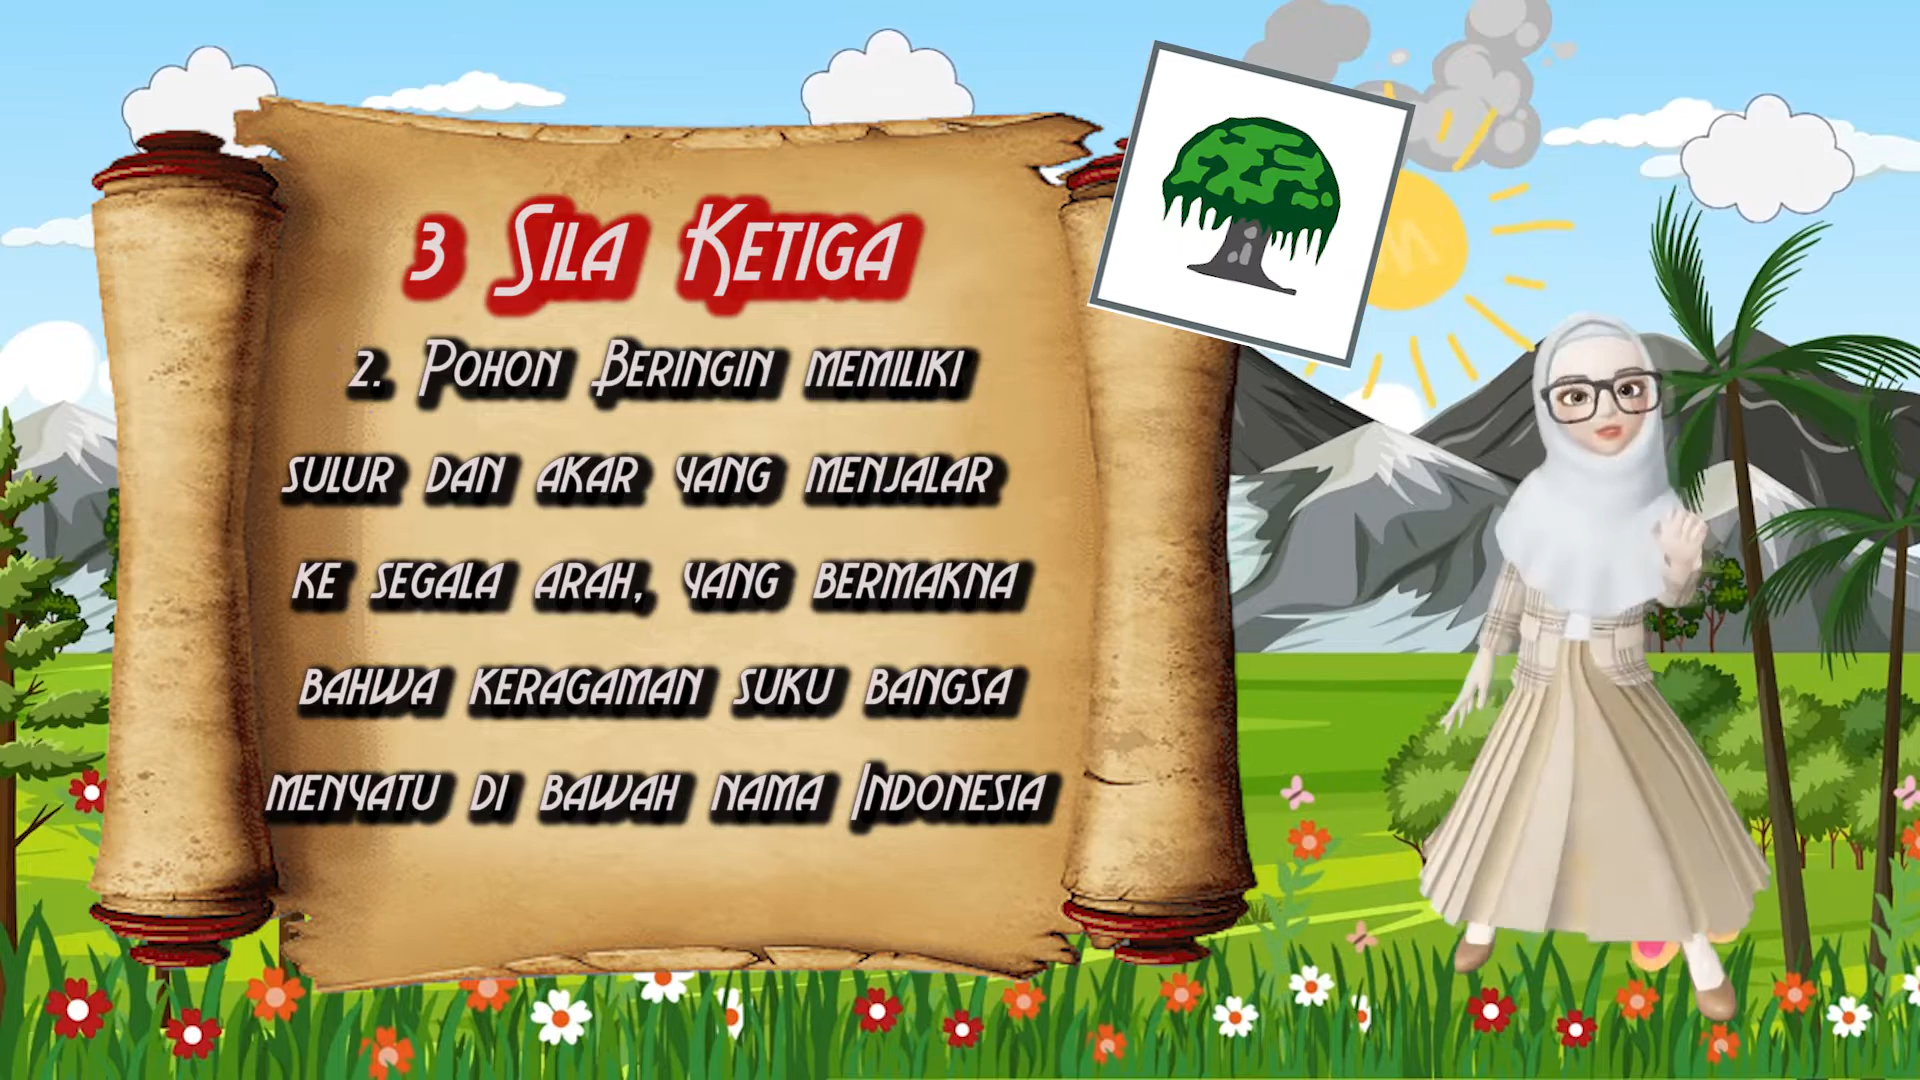 3 Sila Ketiga
2. Pohon Beringin memiliki
sulur dan akar yang menjalar
ke segala arah, yang bermakna
bahwa keragaman suku bangsa
menyatu di bawah nama Indonesia